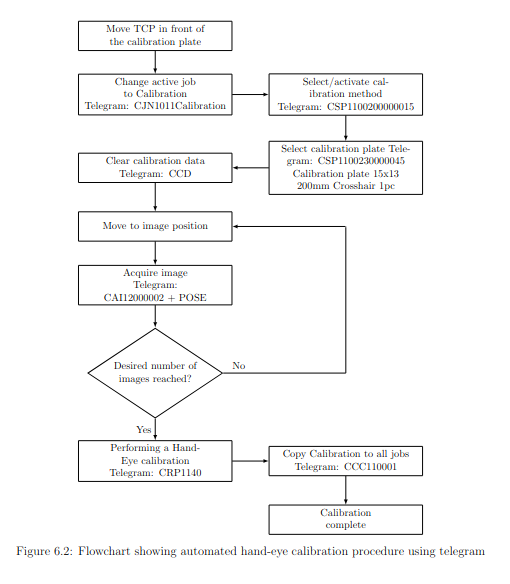 Move TCP in front of
the calibration plate
Change active job
to Calibration
Telegram: CJN1011Calibration
Select/activate cal-
ibration method
Telegram: CSP1100200000015
Select calibration plate Tele-
gram: CSP1100230000045
Calibration plate 15x13
200mm Crosshair 1pc
Clear calibration data
Telegram: CCD
Move to image position
Acquire image
Telegram:
CAI12000002 + POSE
Desired number of
images reached?
No
Yes
Performing a Hand-
Eye calibration
Telegram: CRP1140
Copy Calibration to all jobs
Telegram: CCC110001
Calibration
complete
Figure 6.2: Flowchart showing automated hand-eye calibration procedure using telegram